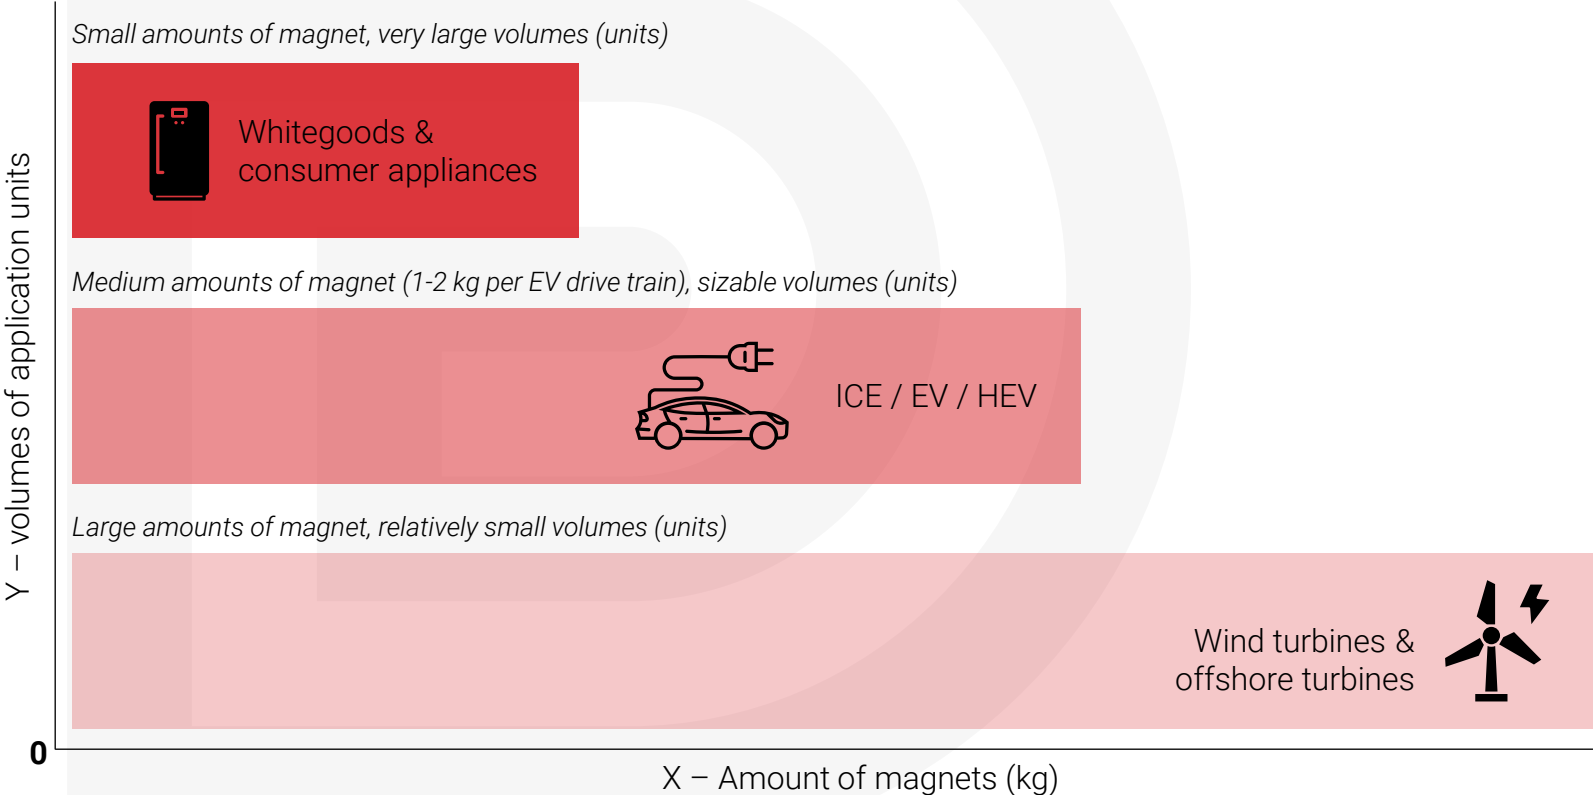 Small amounts of magnet, very large volumes (units)
Whitegoods &
consumer appliances
Medium amounts of magnet (1-2 kg per EV drive train), sizable volumes (units)
ICE / EV / HEV
Large amounts of magnet, relatively small volumes (units)
Wind turbines &
offshore turbines
Y – volumes of application units
0
X – Amount of magnets (kg)